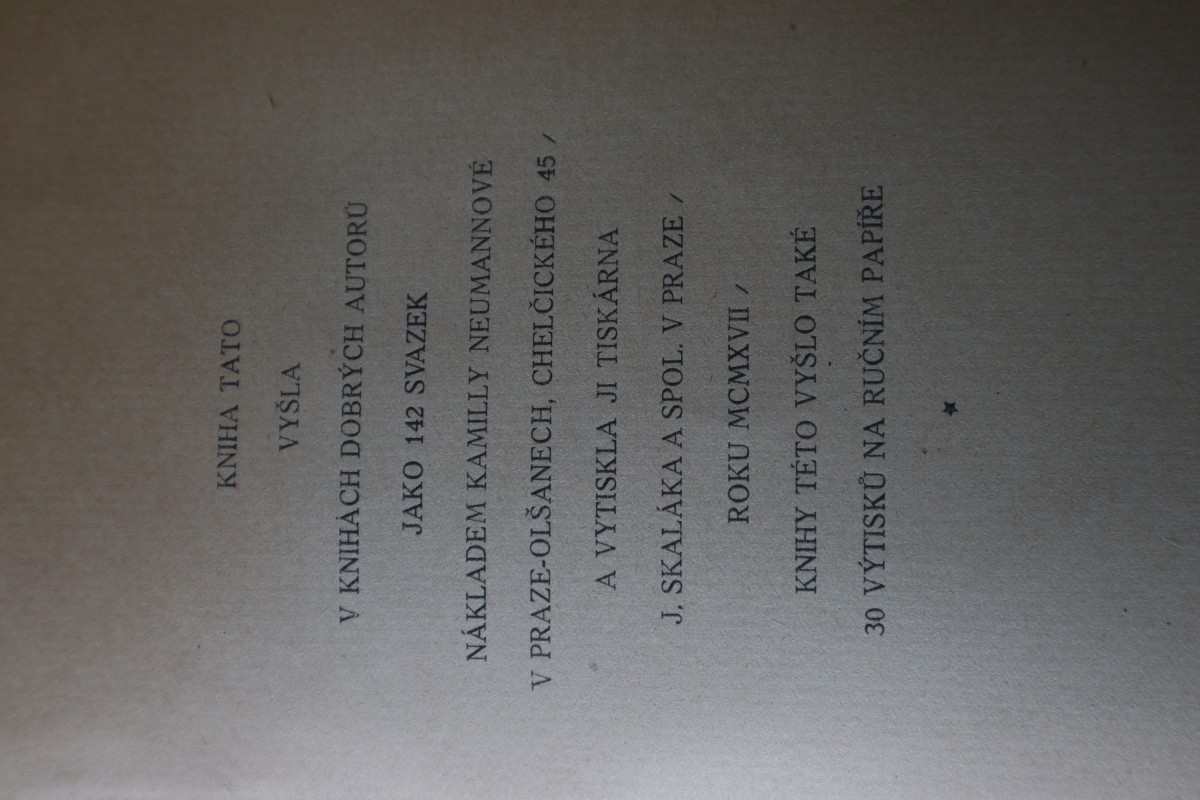 KNIHA TATO
VYŠLA
V KNIHÁCH DOBRÝCH AUTORŮ
JAKO 142 SVAZEK
NÁKLADEM KAMILLY NEUMANNOVÉ
V PRAZE-OLŠANECH, CHELČICKÉHO 45 /
A VYTISKLA JI TISKÁRNA
J. SKALÁKA A SPOL. V PRAZE /
ROKU MCMXVII /
KNIHY TÉTO VYŠLO TAKÉ
30 VÝTISKŮ NA RUČNÍM PAPÍŘE